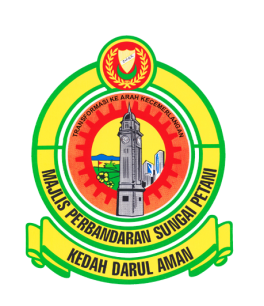 TRANSFORMASI KE ARAH KECEMERLANGAN
MAJLIS PERBANDARAN SUNGAI PETANI
KEDAH DARUL AMAN